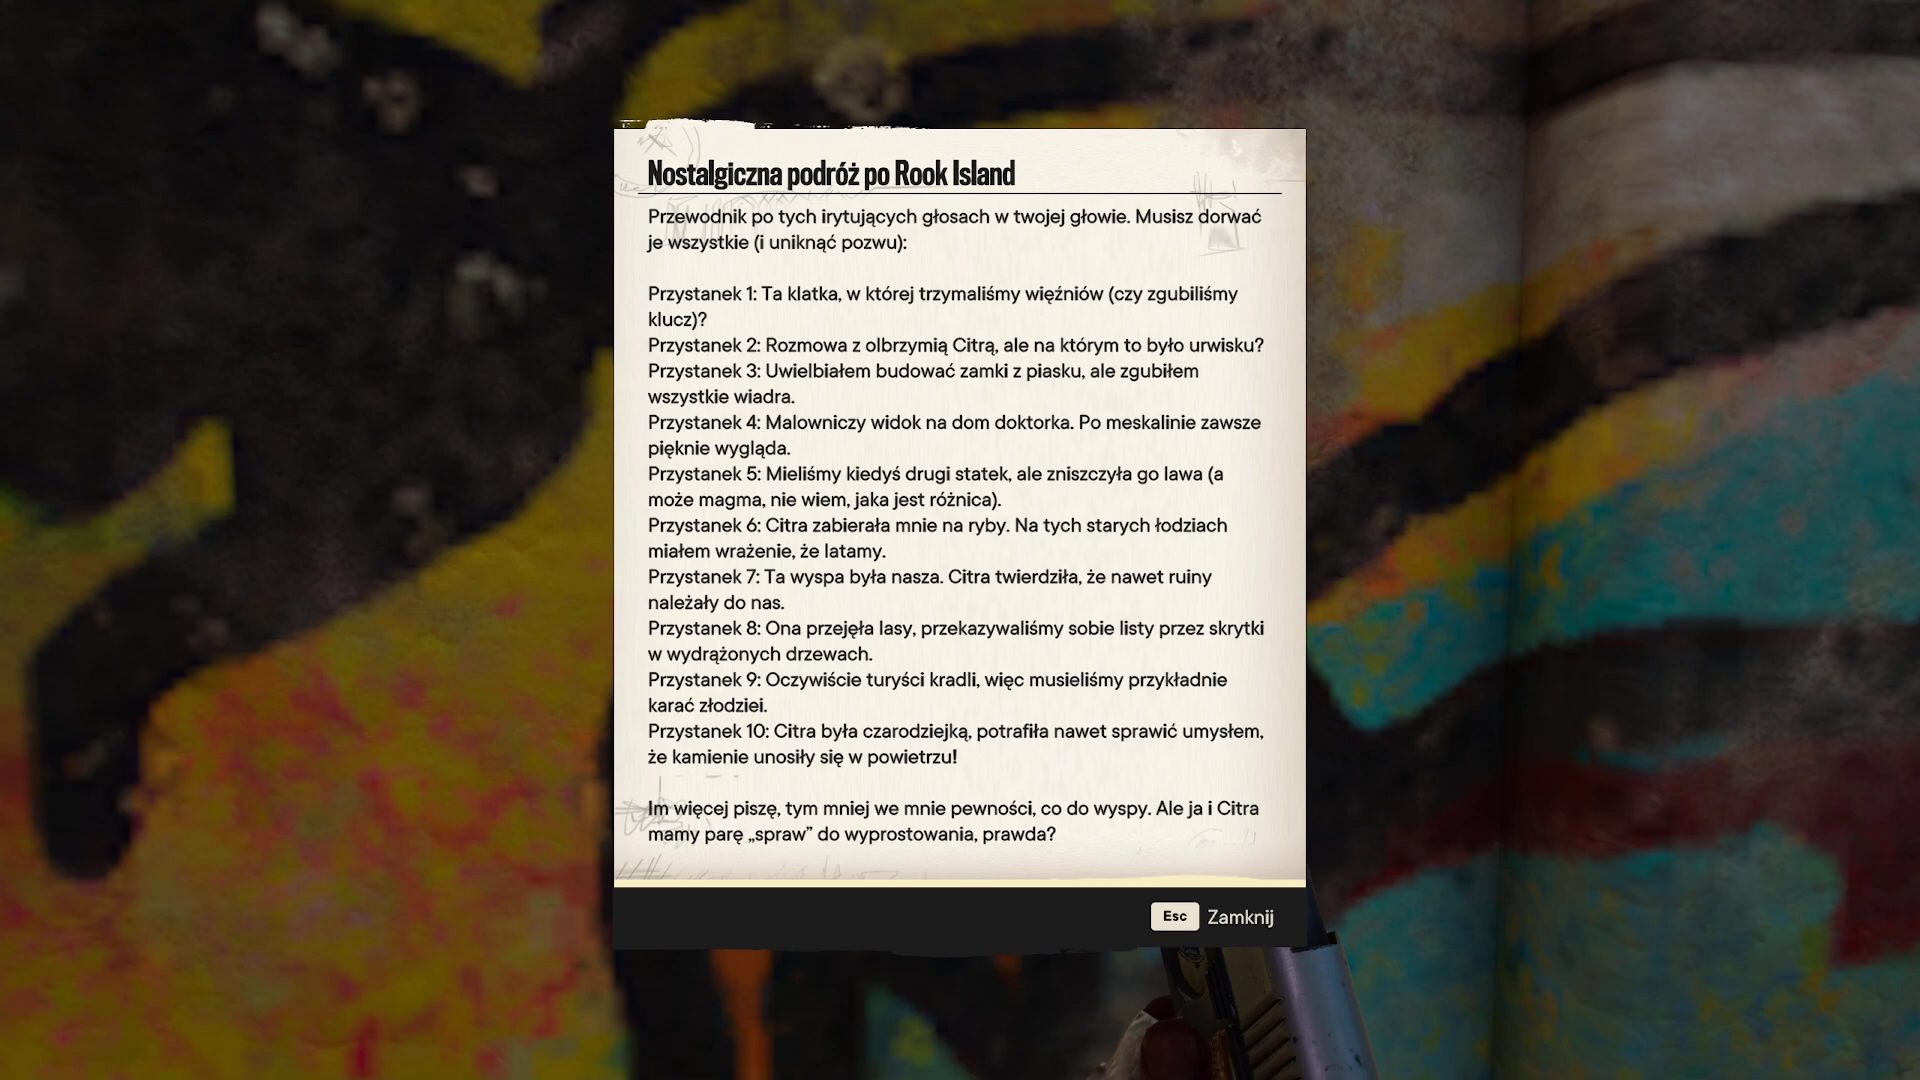 Nostalgiczna podróż po Rook Island
Przewodnik po tych irytujących głosach w twojej głowie. Musisz dorwać
je wszystkie (i uniknąć pozwu):
Przystanek 1: Ta klatka, w której trzymaliśmy więźniów (czy zgubiliśmy
klucz)?
Przystanek 2: Rozmowa z olbrzymią Citrą, ale na którym to było urwisku?
Przystanek 3: Uwielbiałem budować zamki z piasku, ale zgubiłem
wszystkie wiadra.
Przystanek 4: Malowniczy widok na dom doktorka. Po meskalinie zawsze
pięknie wygląda.
Przystanek 5: Mieliśmy kiedyś drugi statek, ale zniszczyła go lawa (a
może magma, nie wiem, jaka jest różnica).
Przystanek 6: Citra zabierała mnie na ryby. Na tych starych łodziach
miałem wrażenie, że latamy.
Przystanek 7: Ta wyspa była nasza. Citra twierdziła, że nawet ruiny
należały do nas.
Przystanek 8: Ona przejęła lasy, przekazywaliśmy sobie listy przez skrytki
w wydrążonych drzewach.
Przystanek 9: Oczywiście turyści kradli, więc musieliśmy przykładnie
karać złodziei.
Przystanek 10: Citra była czarodziejką, potrafiła nawet sprawić umysłem,
że kamienie unosiły się w powietrzu!
Im więcej piszę, tym mniej we mnie pewności, co do wyspy. Ale ja i Citra
mamy parę „spraw” do wyprostowania, prawda?
Esc Zamknij